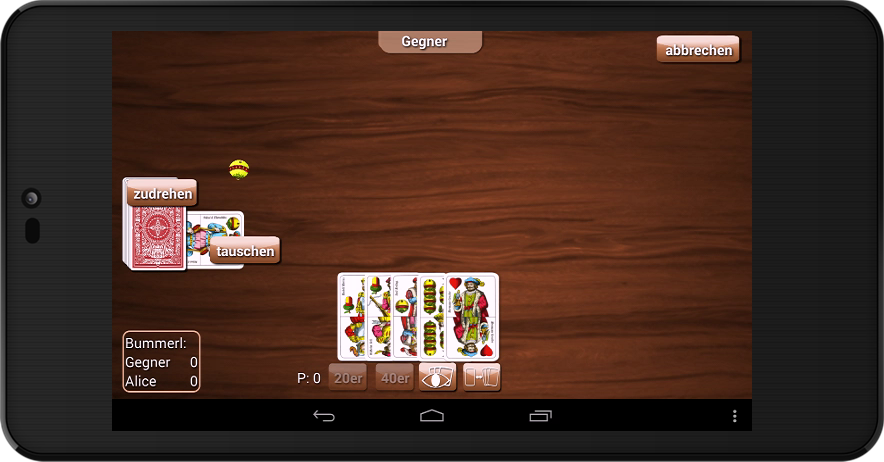 Gegner
abbrechen
zudrehen
tauschen
Bummerl:
Gegner 0
Alice 0
P: 0 20er 40er